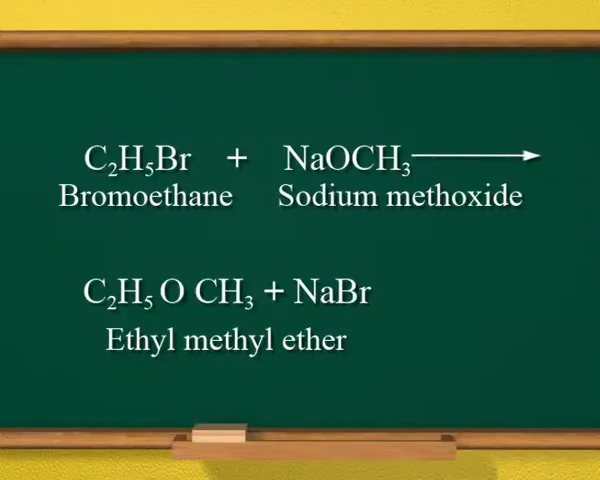 C₂H₅Br + NaOCH₃ ⟶
Bromoethane Sodium methoxide
C₂H₅ O CH₃ + NaBr
Ethyl methyl ether